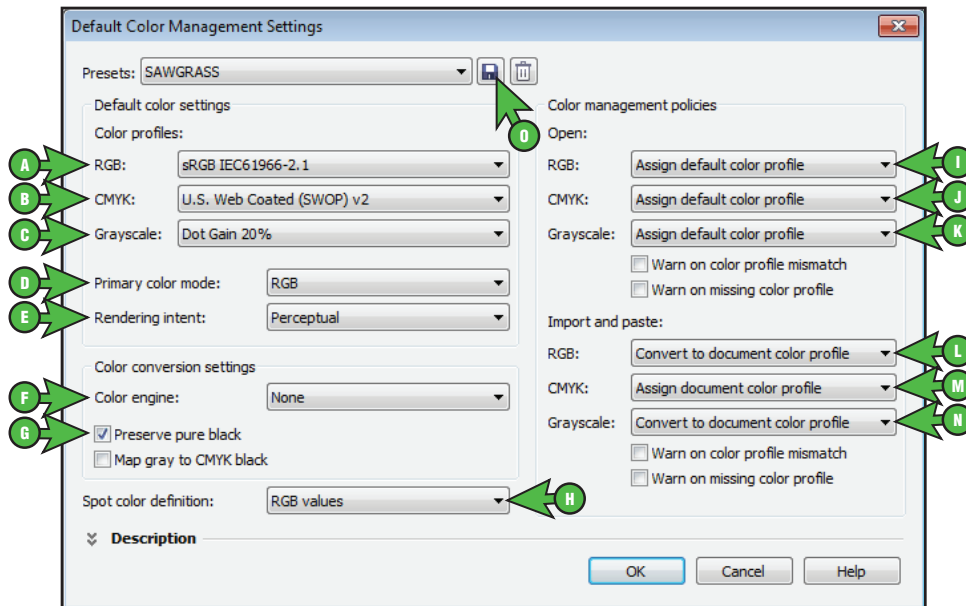 Default Color Management Settings
Presets: SAWGRASS
O
Default color settings
Color profiles:
A RGB: sRGB IEC61966-2.1
B CMYK: U.S. Web Coated (SWOP) v2
C Grayscale: Dot Gain 20%
D Primary color mode: RGB
E Rendering intent: Perceptual
Color conversion settings
F Color engine: None
G Preserve pure black
Map gray to CMYK black
Spot color definition: RGB values H
Description
Color management policies
Open:
RGB: Assign default color profile I
CMYK: Assign default color profile J
Grayscale: Assign default color profile K
Warn on color profile mismatch
Warn on missing color profile
Import and paste:
RGB: Convert to document color profile L
CMYK: Assign document color profile M
Grayscale: Convert to document color profile N
Warn on color profile mismatch
Warn on missing color profile
OK Cancel Help